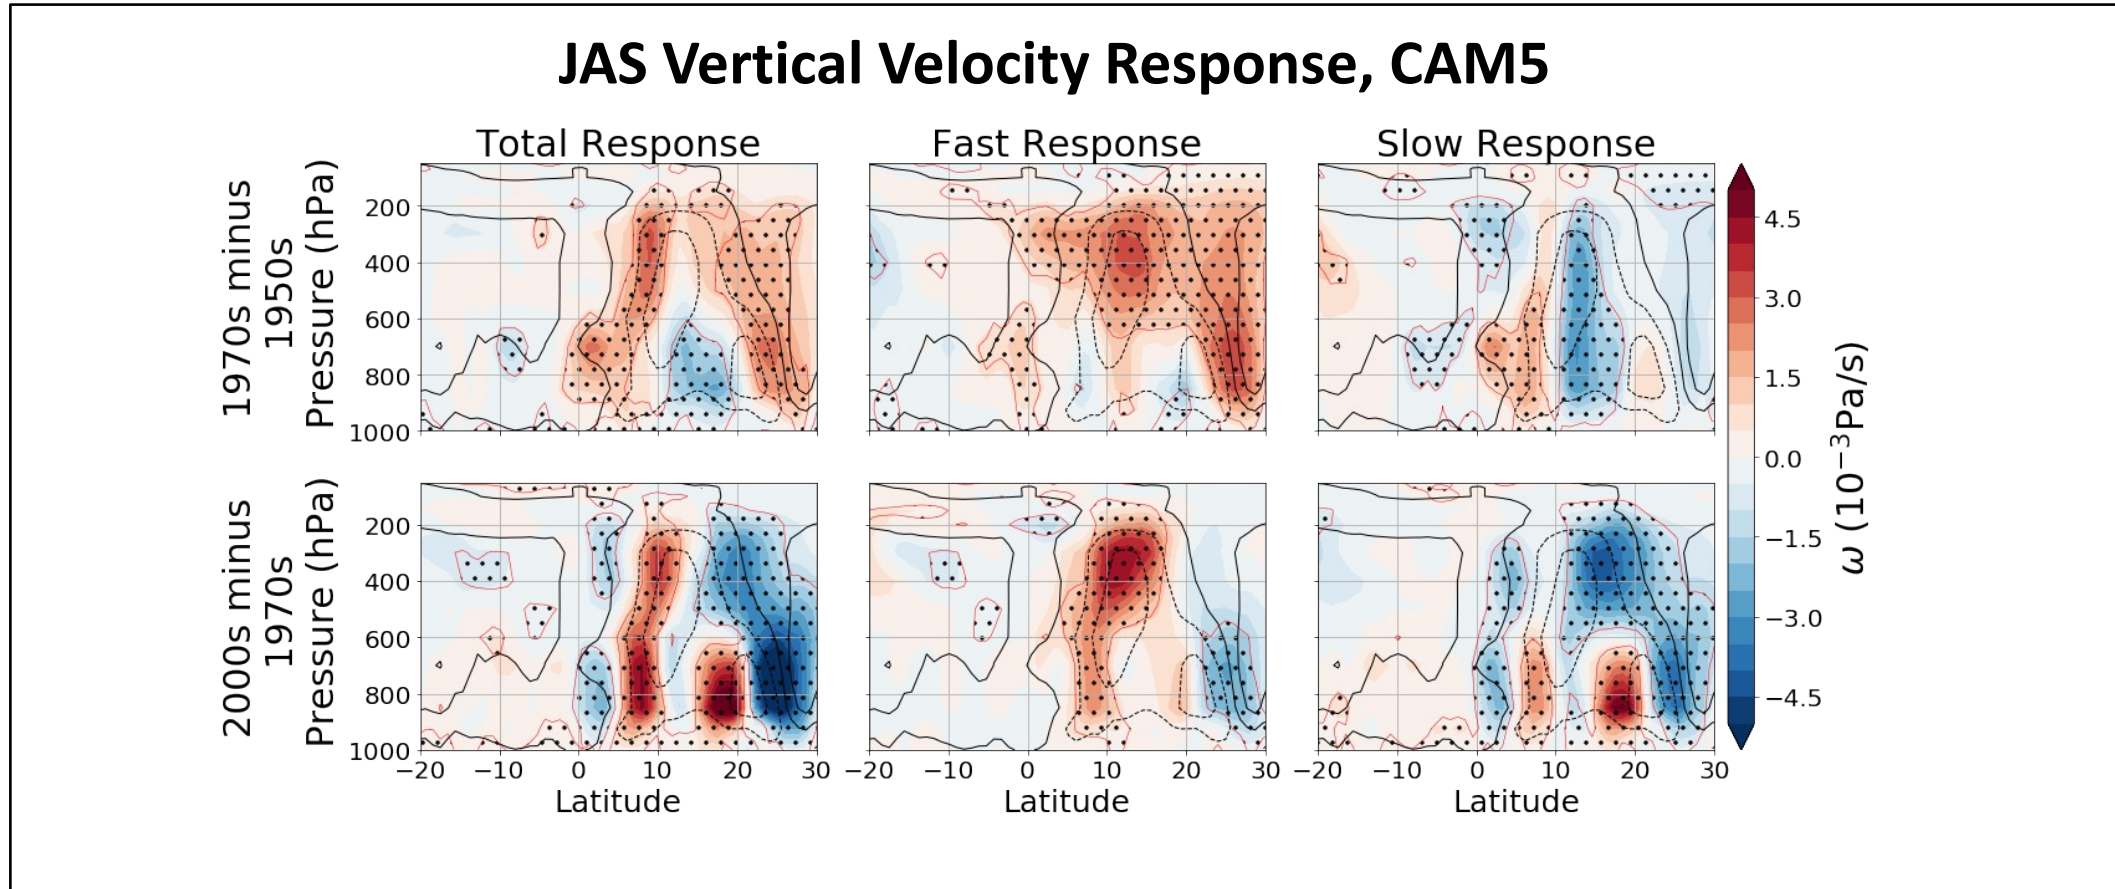 JAS Vertical Velocity Response, CAM5
Total Response
Fast Response
Slow Response
1970s minus
1950s
Pressure (hPa)
200
400
600
800
1000
2000s minus
1970s
Pressure (hPa)
200
400
600
800
1000
−20 −10 0 10 20 30
−20 −10 0 10 20 30
−20 −10 0 10 20 30
Latitude
Latitude
Latitude
4.5
3.0
1.5
0.0
−1.5
−3.0
−4.5
ω (10⁻³Pa/s)